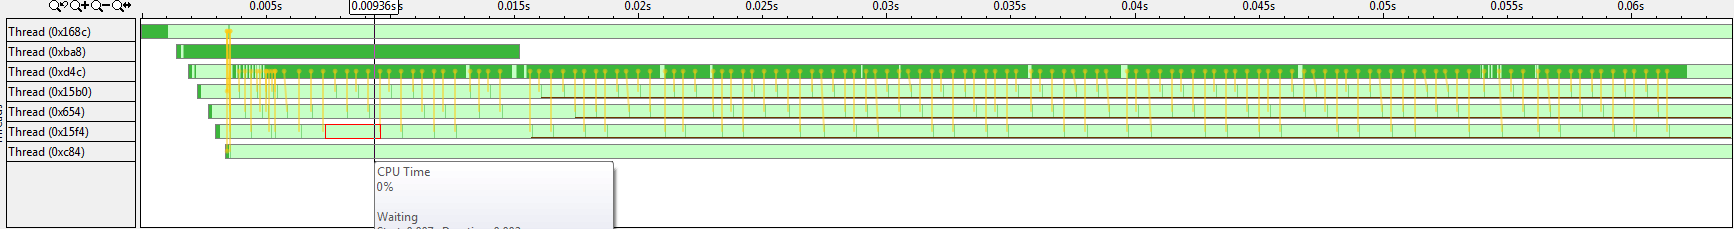 0.005s 0.00936s 0.015s 0.02s 0.025s 0.03s 0.035s 0.04s 0.045s 0.05s 0.055s 0.06s
Thread (0x168c)
Thread (0xba8)
Thread (0xd4c)
Thread (0x15b0)
Thread (0x654)
Thread (0x15f4)
Thread (0xc84)
CPU Time
0%
Waiting